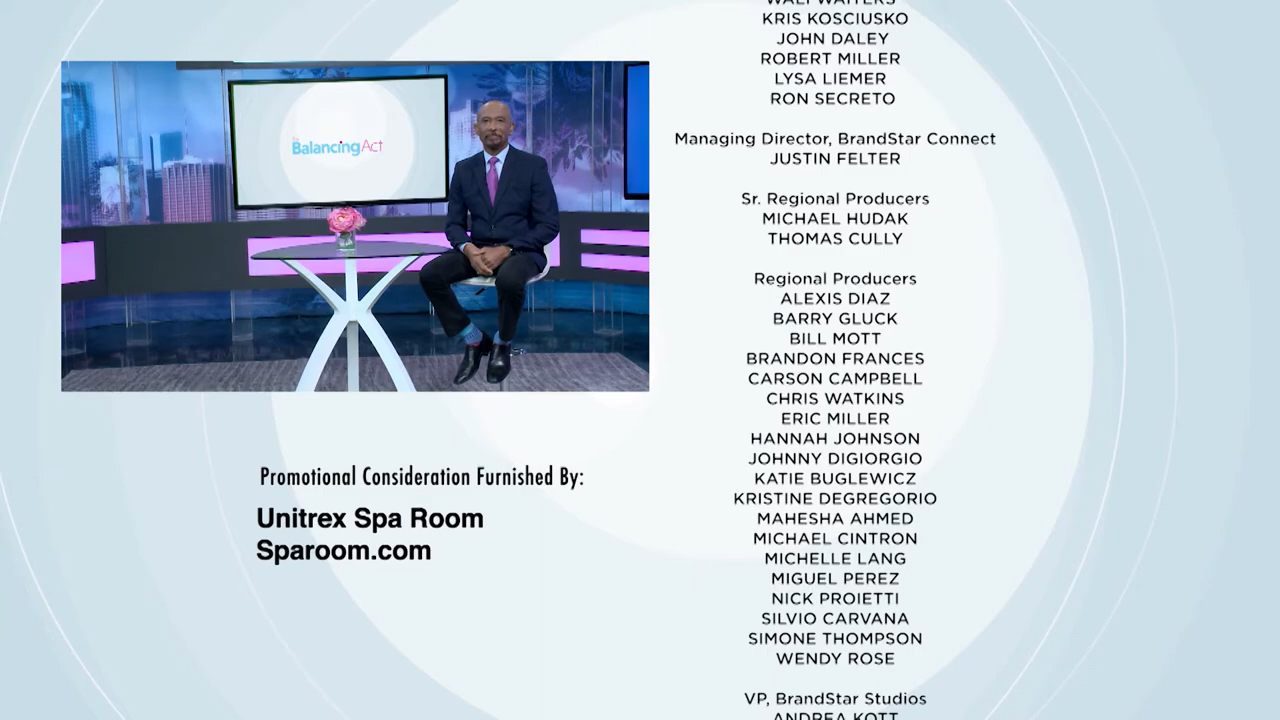 The
BalancingAct
Promotional Consideration Furnished By:
Unitrex Spa Room
Sparoom.com
KRIS KOSCIUSKO
JOHN DALEY
ROBERT MILLER
LYSA LIEMER
RON SECRETO
Managing Director, BrandStar Connect
JUSTIN FELTER
Sr. Regional Producers
MICHAEL HUDAK
THOMAS CULLY
Regional Producers
ALEXIS DIAZ
BARRY GLUCK
BILL MOTT
BRANDON FRANCES
CARSON CAMPBELL
CHRIS WATKINS
ERIC MILLER
HANNAH JOHNSON
JOHNNY DIGIORGIO
KATIE BUGLEWICZ
KRISTINE DEGREGORIO
MAHESHA AHMED
MICHAEL CINTRON
MICHELLE LANG
MIGUEL PEREZ
NICK PROIETTI
SILVIO CARVANA
SIMONE THOMPSON
WENDY ROSE
VP, BrandStar Studios
ANDREA KOTT